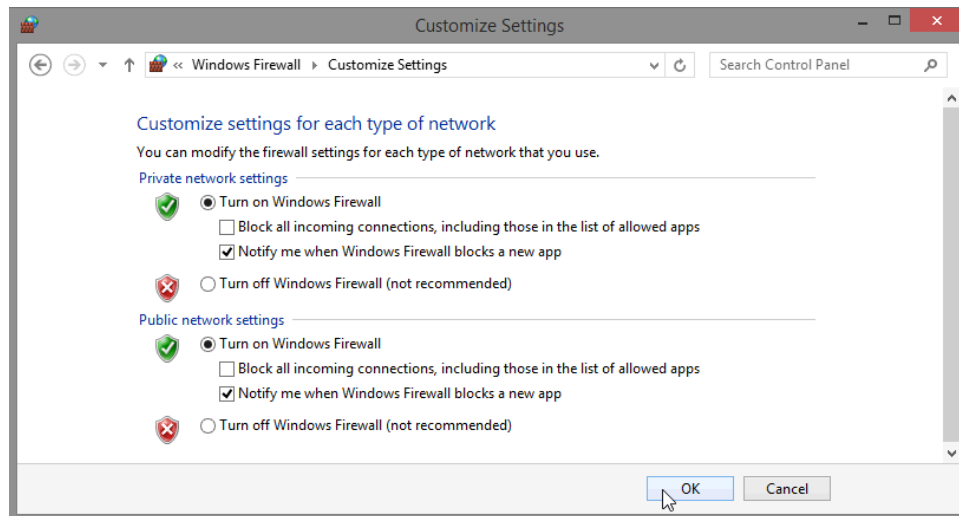 Customize Settings
« Windows Firewall Customize Settings
Search Control Panel
Customize settings for each type of network
You can modify the firewall settings for each type of network that you use.
Private network settings
Turn on Windows Firewall
Block all incoming connections, including those in the list of allowed apps
Notify me when Windows Firewall blocks a new app
Turn off Windows Firewall (not recommended)
Public network settings
Turn on Windows Firewall
Block all incoming connections, including those in the list of allowed apps
Notify me when Windows Firewall blocks a new app
Turn off Windows Firewall (not recommended)
OK Cancel